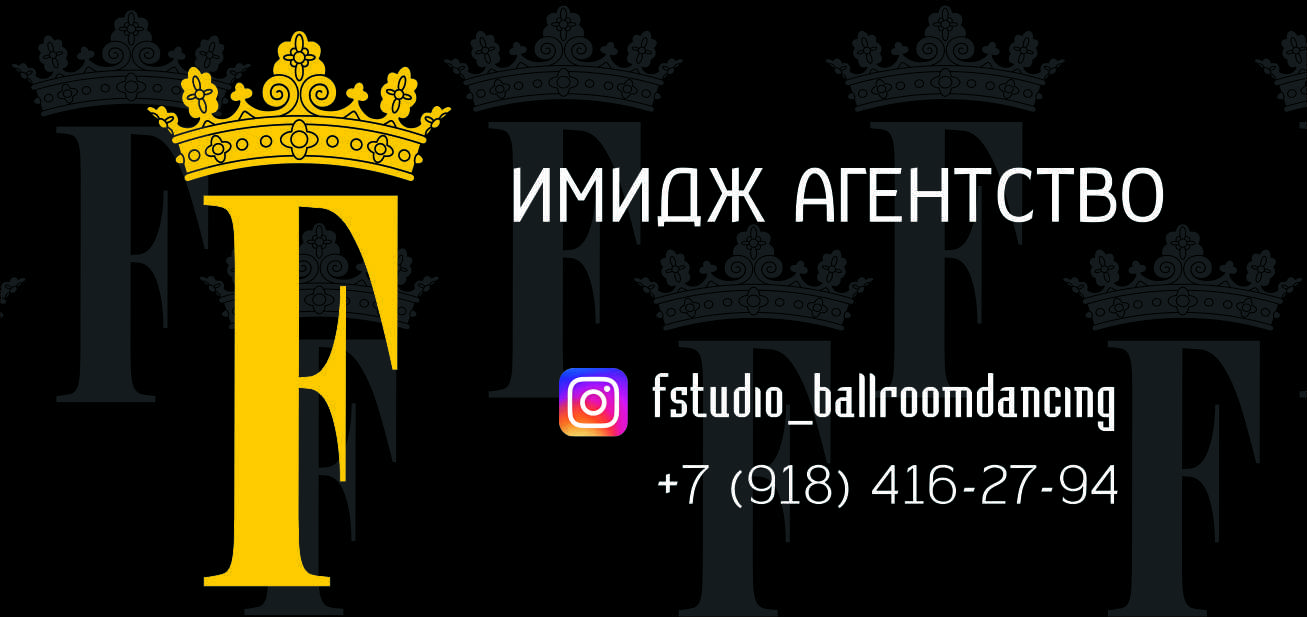 F
ИМИДЖ АГЕНТСТВО
fstudio_ballroomdancing
+7 (918) 416-27-94